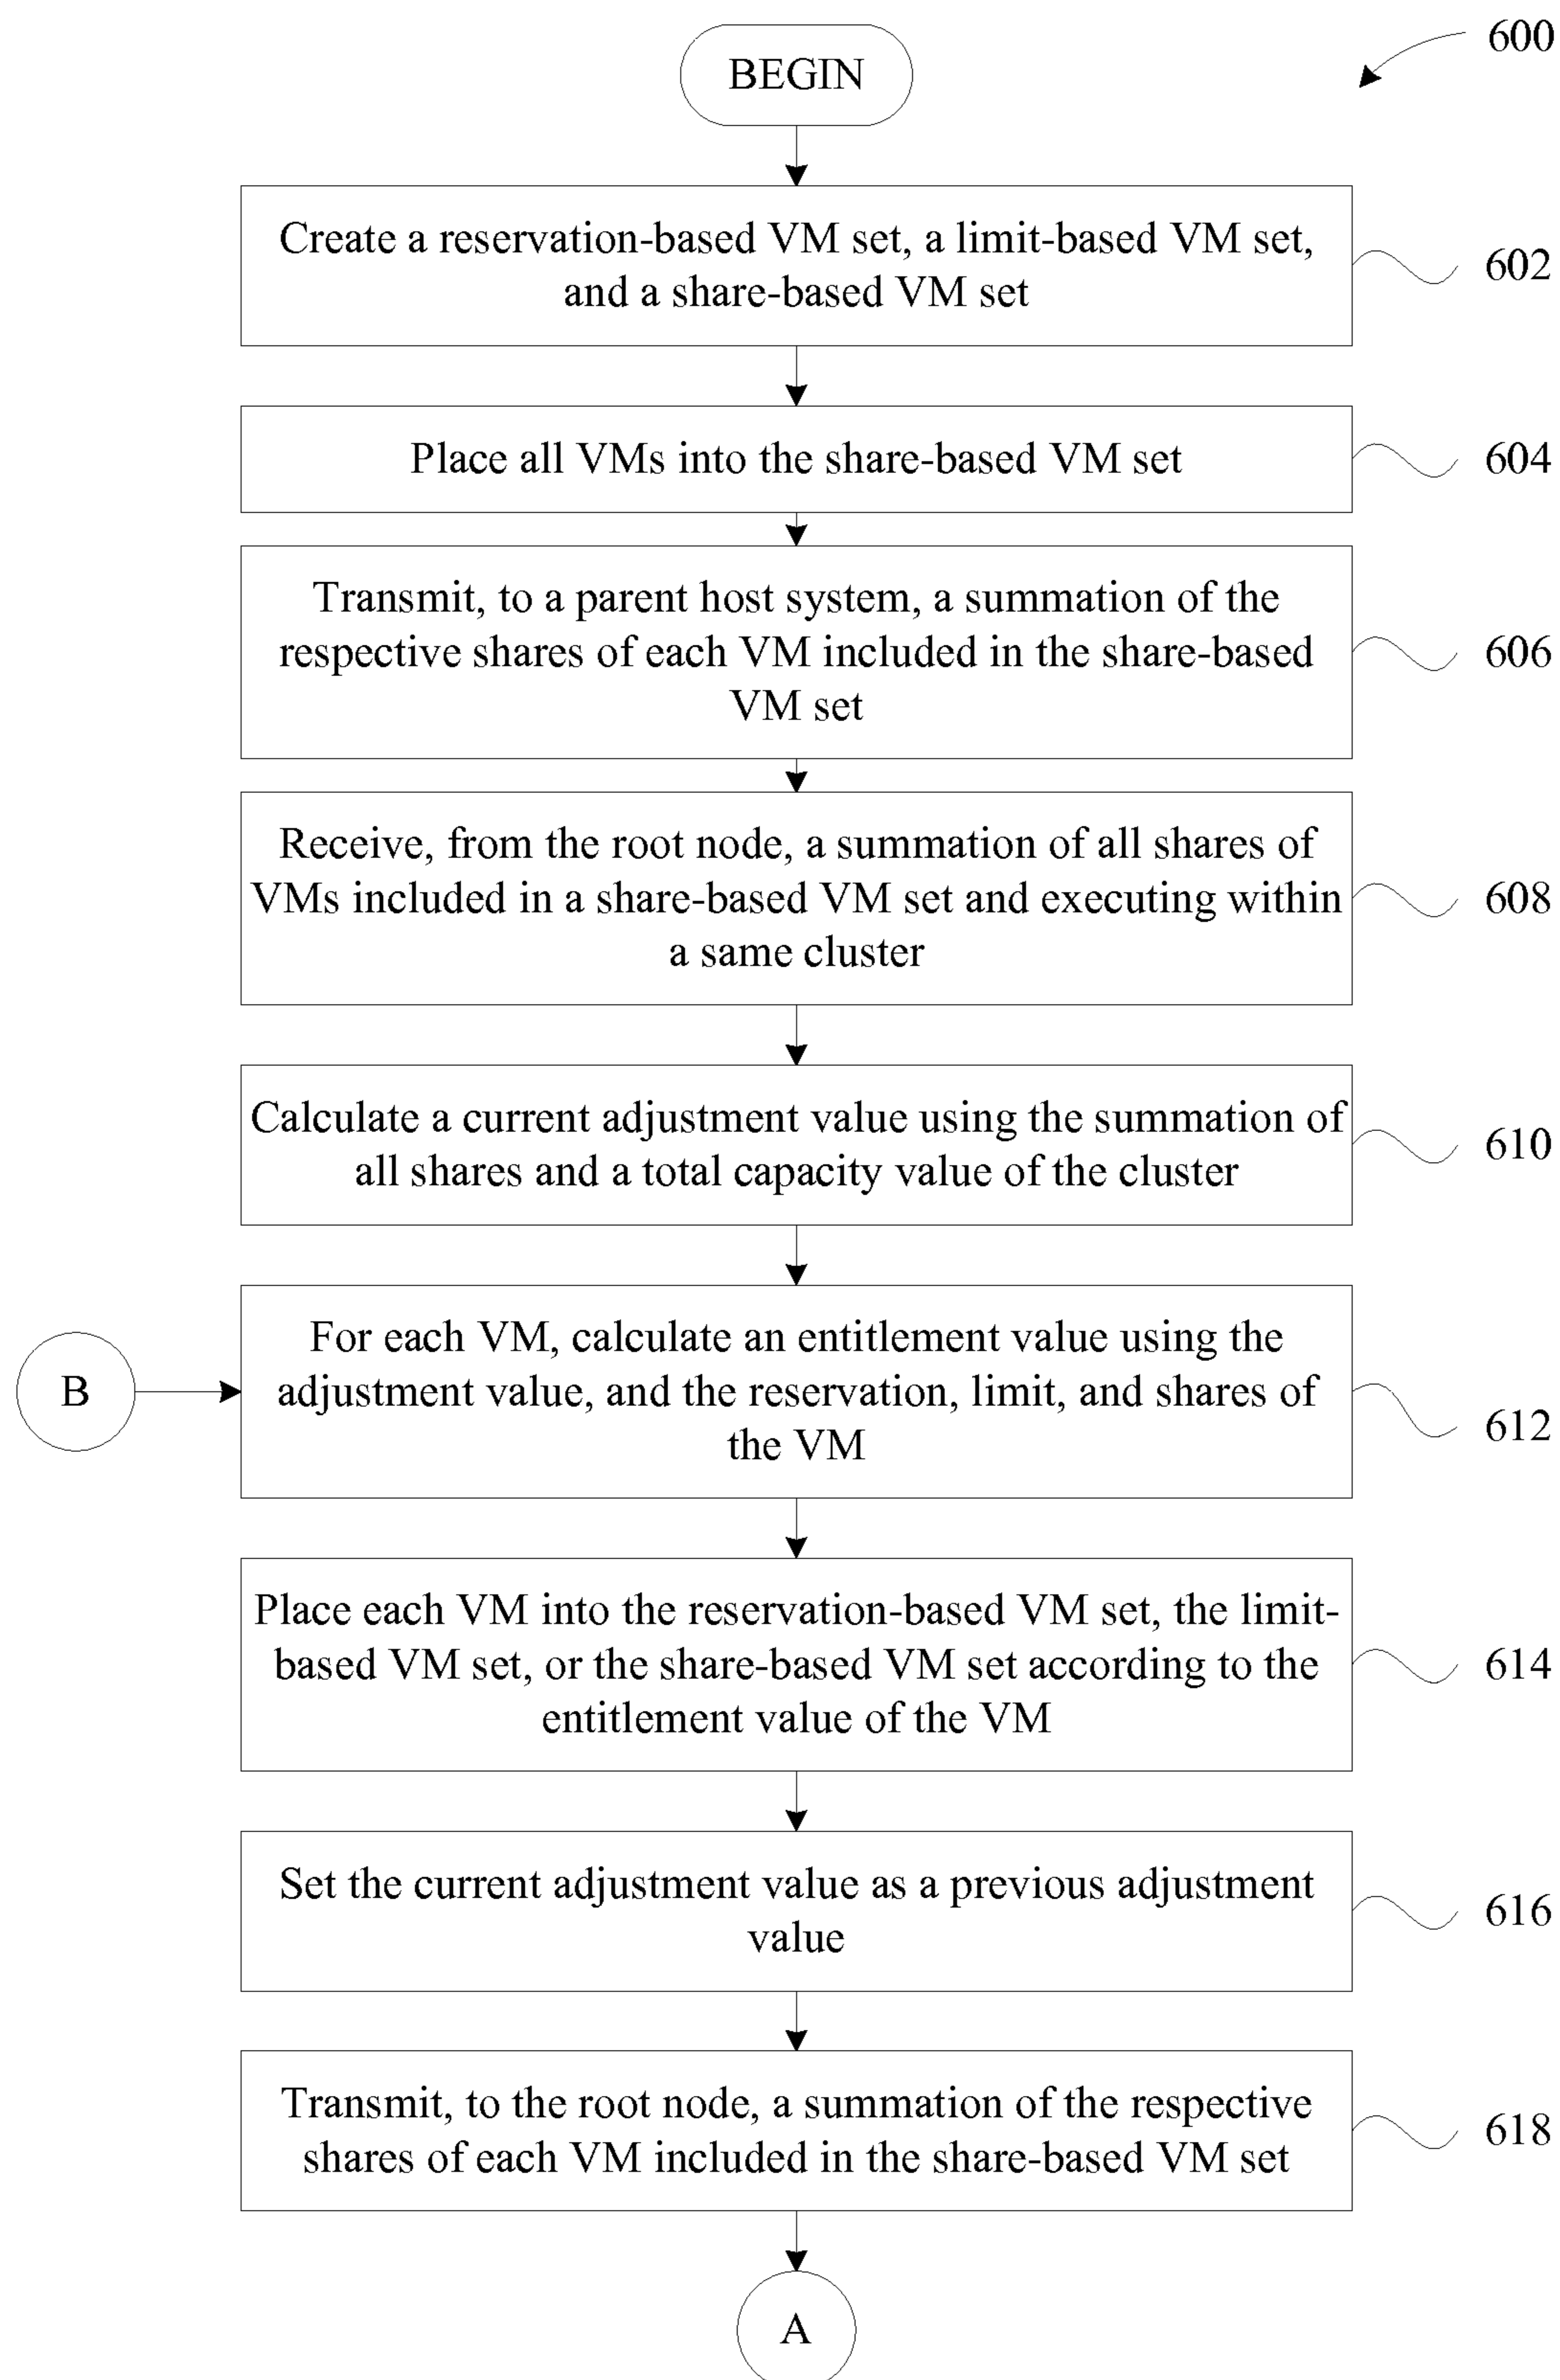 600
BEGIN
Create a reservation-based VM set, a limit-based VM set,
and a share-based VM set
602
Place all VMs into the share-based VM set
604
Transmit, to a parent host system, a summation of the
respective shares of each VM included in the share-based
VM set
606
Receive, from the root node, a summation of all shares of
VMs included in a share-based VM set and executing within
a same cluster
608
Calculate a current adjustment value using the summation of
all shares and a total capacity value of the cluster
610
B
For each VM, calculate an entitlement value using the
adjustment value, and the reservation, limit, and shares of
the VM
612
Place each VM into the reservation-based VM set, the limit-
based VM set, or the share-based VM set according to the
entitlement value of the VM
614
Set the current adjustment value as a previous adjustment
value
616
Transmit, to the root node, a summation of the respective
shares of each VM included in the share-based VM set
618
A